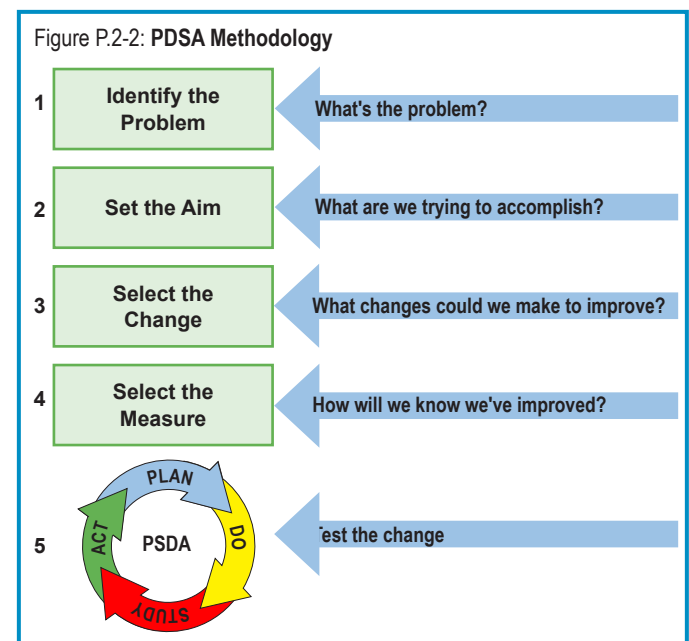 Figure P.2-2: PDSA Methodology
1
Identify the
Problem
What's the problem?
2
Set the Aim
What are we trying to accomplish?
3
Select the
Change
What changes could we make to improve?
4
Select the
Measure
How will we know we've improved?
5
PLAN
DO
STUDY
ACT
PSDA
Test the change